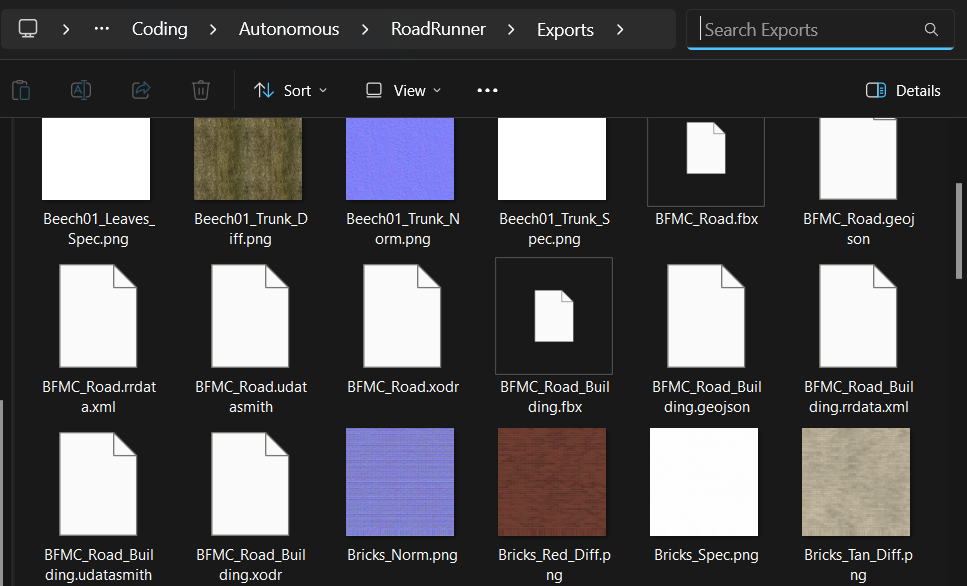 Coding Autonomous RoadRunner Exports Search Exports
Sort View Details
Beech01_Leaves_
Spec.png
Beech01_Trunk_D
iff.png
Beech01_Trunk_N
orm.png
Beech01_Trunk_S
pec.png
BFMC_Road.fbx
BFMC_Road.geoj
son
BFMC_Road.rrdat
a.xml
BFMC_Road.udat
asmith
BFMC_Road.xodr
BFMC_Road_Buil
ding.fbx
BFMC_Road_Buil
ding.geojson
BFMC_Road_Buil
ding.rrdata.xml
BFMC_Road_Buil
ding.udatasmith
BFMC_Road_Buil
ding.xodr
Bricks_Norm.png
Bricks_Red_Diff.p
ng
Bricks_Spec.png
Bricks_Tan_Diff.p
ng